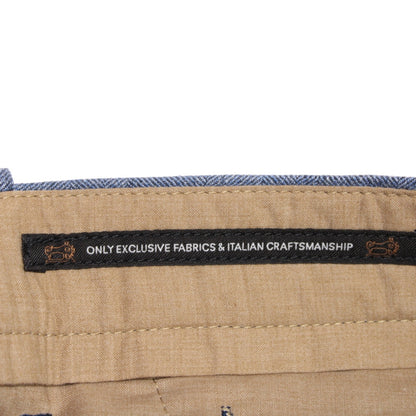 ONLY EXCLUSIVE FABRICS & ITALIAN CRAFTSMANSHIP